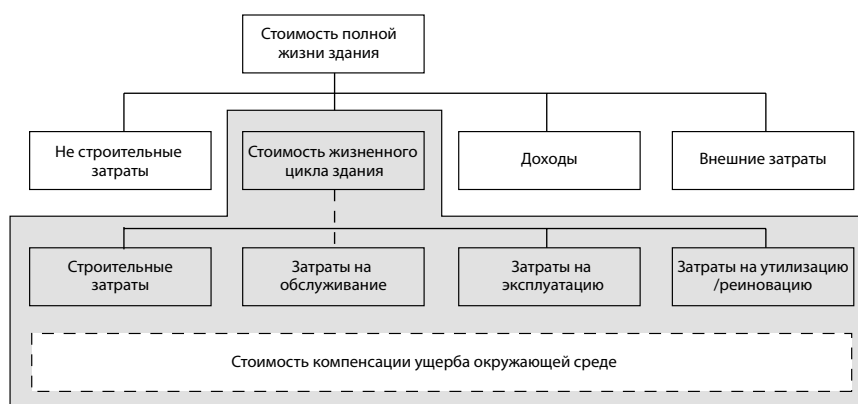 Стоимость полной
жизни здания
Не строительные
затраты
Стоимость жизненного
цикла здания
Доходы
Внешние затраты
Строительные
затраты
Затраты на
обслуживание
Затраты на
эксплуатацию
Затраты на утилизацию
/реиновацию
Стоимость компенсации ущерба окружающей среде